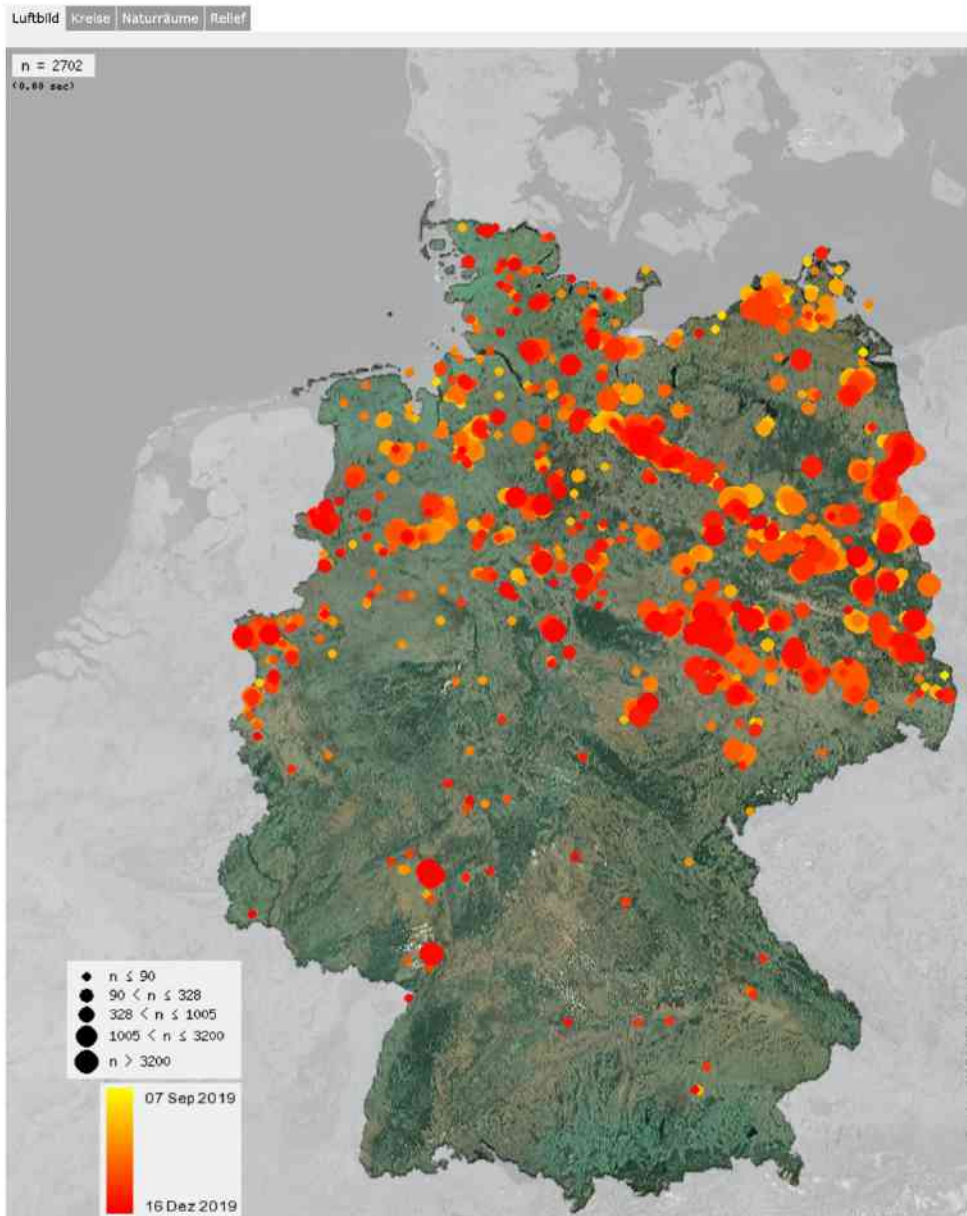 Luftbild Kreise Naturräume Relief
n = 2702
(0.00 sec)
n ≤ 90
90 < n ≤ 328
328 < n ≤ 1005
1005 < n ≤ 3200
n > 3200
07 Sep 2019
16 Dez 2019